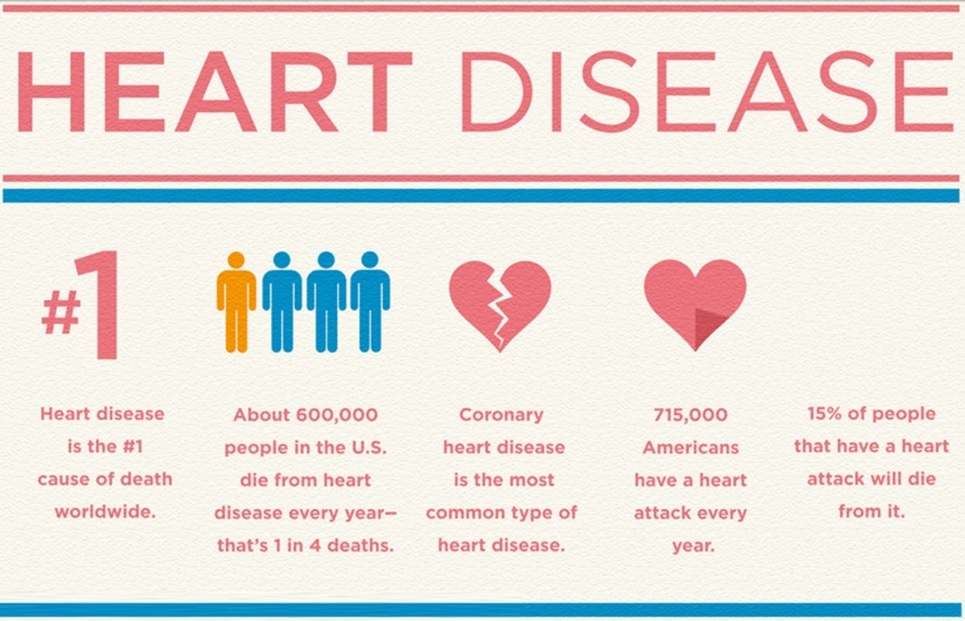 HEART DISEASE
#1
Heart disease
is the #1
cause of death
worldwide.
About 600,000
people in the U.S.
die from heart
disease every year–
that's 1 in 4 deaths.
Coronary
heart disease
is the most
common type of
heart disease.
715,000
Americans
have a heart
attack every
year.
15% of people
that have a heart
attack will die
from it.